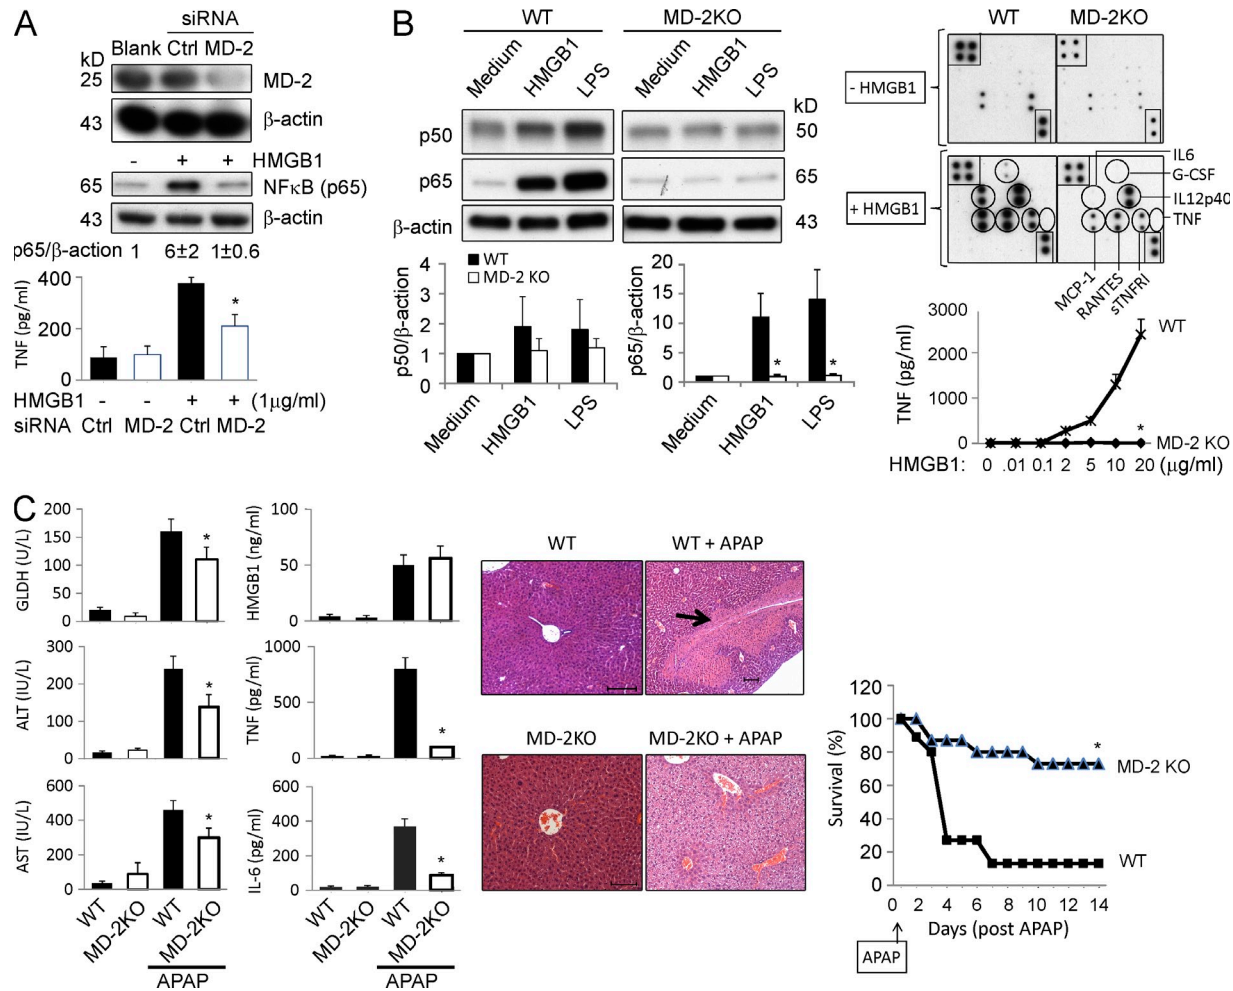 A
siRNA
Blank Ctrl MD-2
kD
25
MD-2
43
β-actin
- + + HMGB1
65
NFκB (p65)
43
β-actin
p65/β-action 1 6±2 1±0.6
TNF (pg/ml)
400
200
0
HMGB1 - - + + (1µg/ml)
siRNA Ctrl MD-2 Ctrl MD-2
B
WT
MD-2KO
Medium HMGB1 LPS Medium HMGB1 LPS
kD
p50
50
p65
65
β-actin
43
p50/β-action
4
3
2
1
0
WT
MD-2 KO
Medium HMGB1 LPS
p65/β-action
20
15
10
5
0
Medium HMGB1 LPS
WT MD-2KO
- HMGB1
+ HMGB1
IL6
G-CSF
IL12p40
TNF
MCP-1
RANTES
sTNFRI
TNF (pg/ml)
3000
2000
1000
0
WT
*
MD-2 KO
HMGB1: 0 .01 0.1 2 5 10 20 (µg/ml)
C
GLDH (U/L)
200
150
100
50
0
*
HMGB1 (ng/ml)
100
50
0
ALT (IU/L)
300
200
100
0
*
TNF (pg/ml)
1000
500
0
*
AST (IU/L)
600
400
200
0
*
WT MD-2KO WT MD-2KO
APAP
IL-6 (pg/ml)
600
400
200
0
*
WT MD-2KO WT MD-2KO
APAP
WT WT + APAP
MD-2KO MD-2KO + APAP
Survival (%)
120
100
80
60
40
20
0
*
MD-2 KO
WT
0 2 4 6 8 10 12 14
Days (post APAP)
APAP